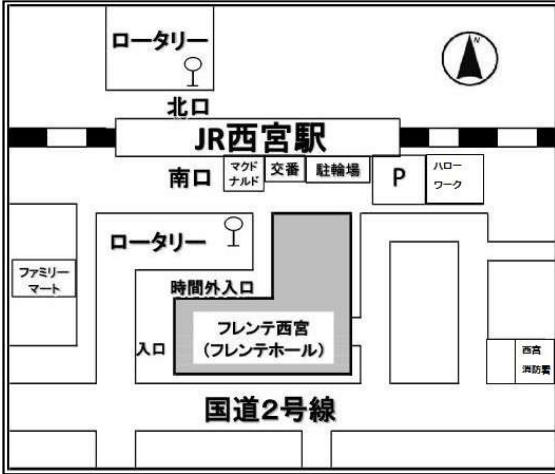 ロータリー
N
北口
JR西宮駅
南口
マクド
ナルド
交番
駐輪場
P
ハロー
ワーク
ロータリー
ファミリー
マート
時間外入口
フレンテ西宮
(フレンテホール)
入口
西宮
消防署
国道2号線